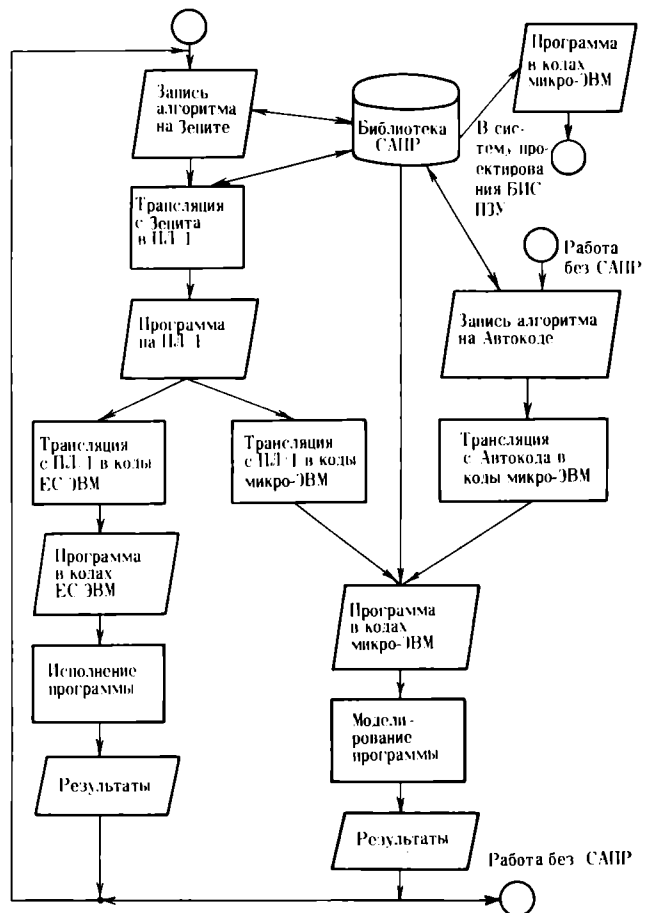 Запись
алгоритма
на Зените
Библиотека
САПР
Программа
в кодах
микро-ЭВМ
В сис-
тему про-
ектирова
ния БИС
ПЗУ
Трансляция
с Зенита
в ПЛ-1
Работа
без САПР
Программа
на ПЛ-1
Запись алгоритма
на Автокоде
Трансляция
с ПЛ-1 в коды
ЕС ЭВМ
Трансляция
с ПЛ-1 в коды
микро-ЭВМ
Трансляция
с Автокода в
коды микро-ЭВМ
Программа
в кодах
ЕС ЭВМ
Программа
в кодах
микро-ЭВМ
Исполнение
программы
Модели-
рование
программы
Результаты
Результаты
Работа без САПР